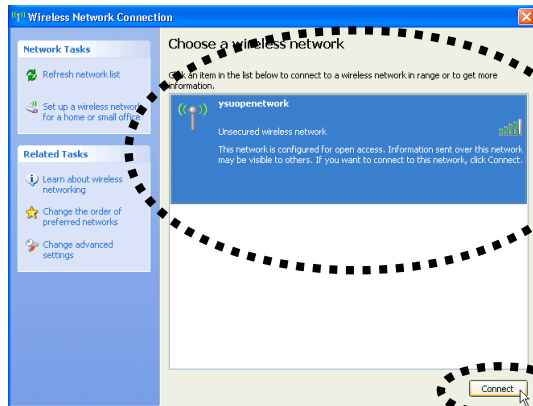 Wireless Network Connection
Network Tasks
Refresh network list
Set up a wireless network
for a home or small office
Related Tasks
Learn about wireless
networking
Change the order of
preferred networks
Change advanced
settings
Choose a wireless network
Click an item in the list below to connect to a wireless network in range or to get more
information.
ysuopenetwork
Unsecured wireless network
This network is configured for open access. Information sent over this network
may be visible to others. If you want to connect to this network, click Connect.
Connect